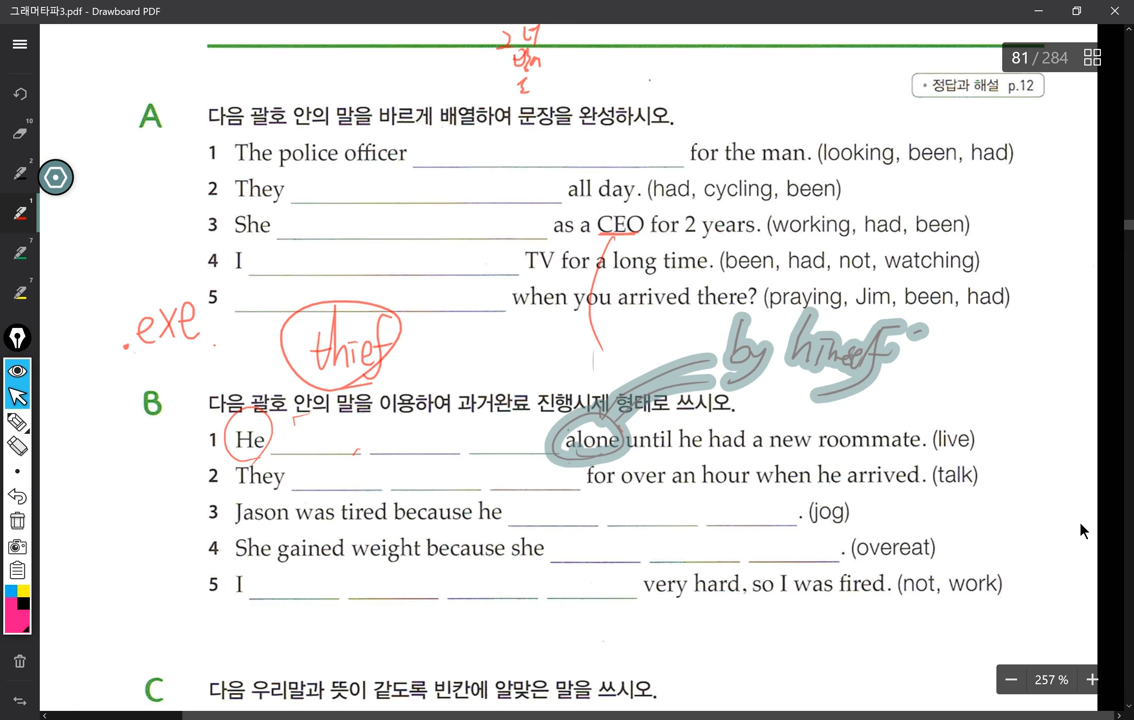 그래머타파3.pdf - Drawboard PDF
81 / 284
• 정답과 해설 p.12
A 다음 괄호 안의 말을 바르게 배열하여 문장을 완성하시오.
1 The police officer for the man. (looking, been, had)
2 They all day. (had, cycling, been)
3 She as a CEO for 2 years. (working, had, been)
4 I TV for a long time. (been, had, not, watching)
5 when you arrived there? (praying, Jim, been, had)
.exe
thief
by himself
B 다음 괄호 안의 말을 이용하여 과거완료 진행시제 형태로 쓰시오.
1 He alone until he had a new roommate. (live)
2 They for over an hour when he arrived. (talk)
3 Jason was tired because he . (jog)
4 She gained weight because she . (overeat)
5 I very hard, so I was fired. (not, work)
C 다음 우리말과 뜻이 같도록 빈칸에 알맞은 말을 쓰시오.
257 %
10
2
1
7
7